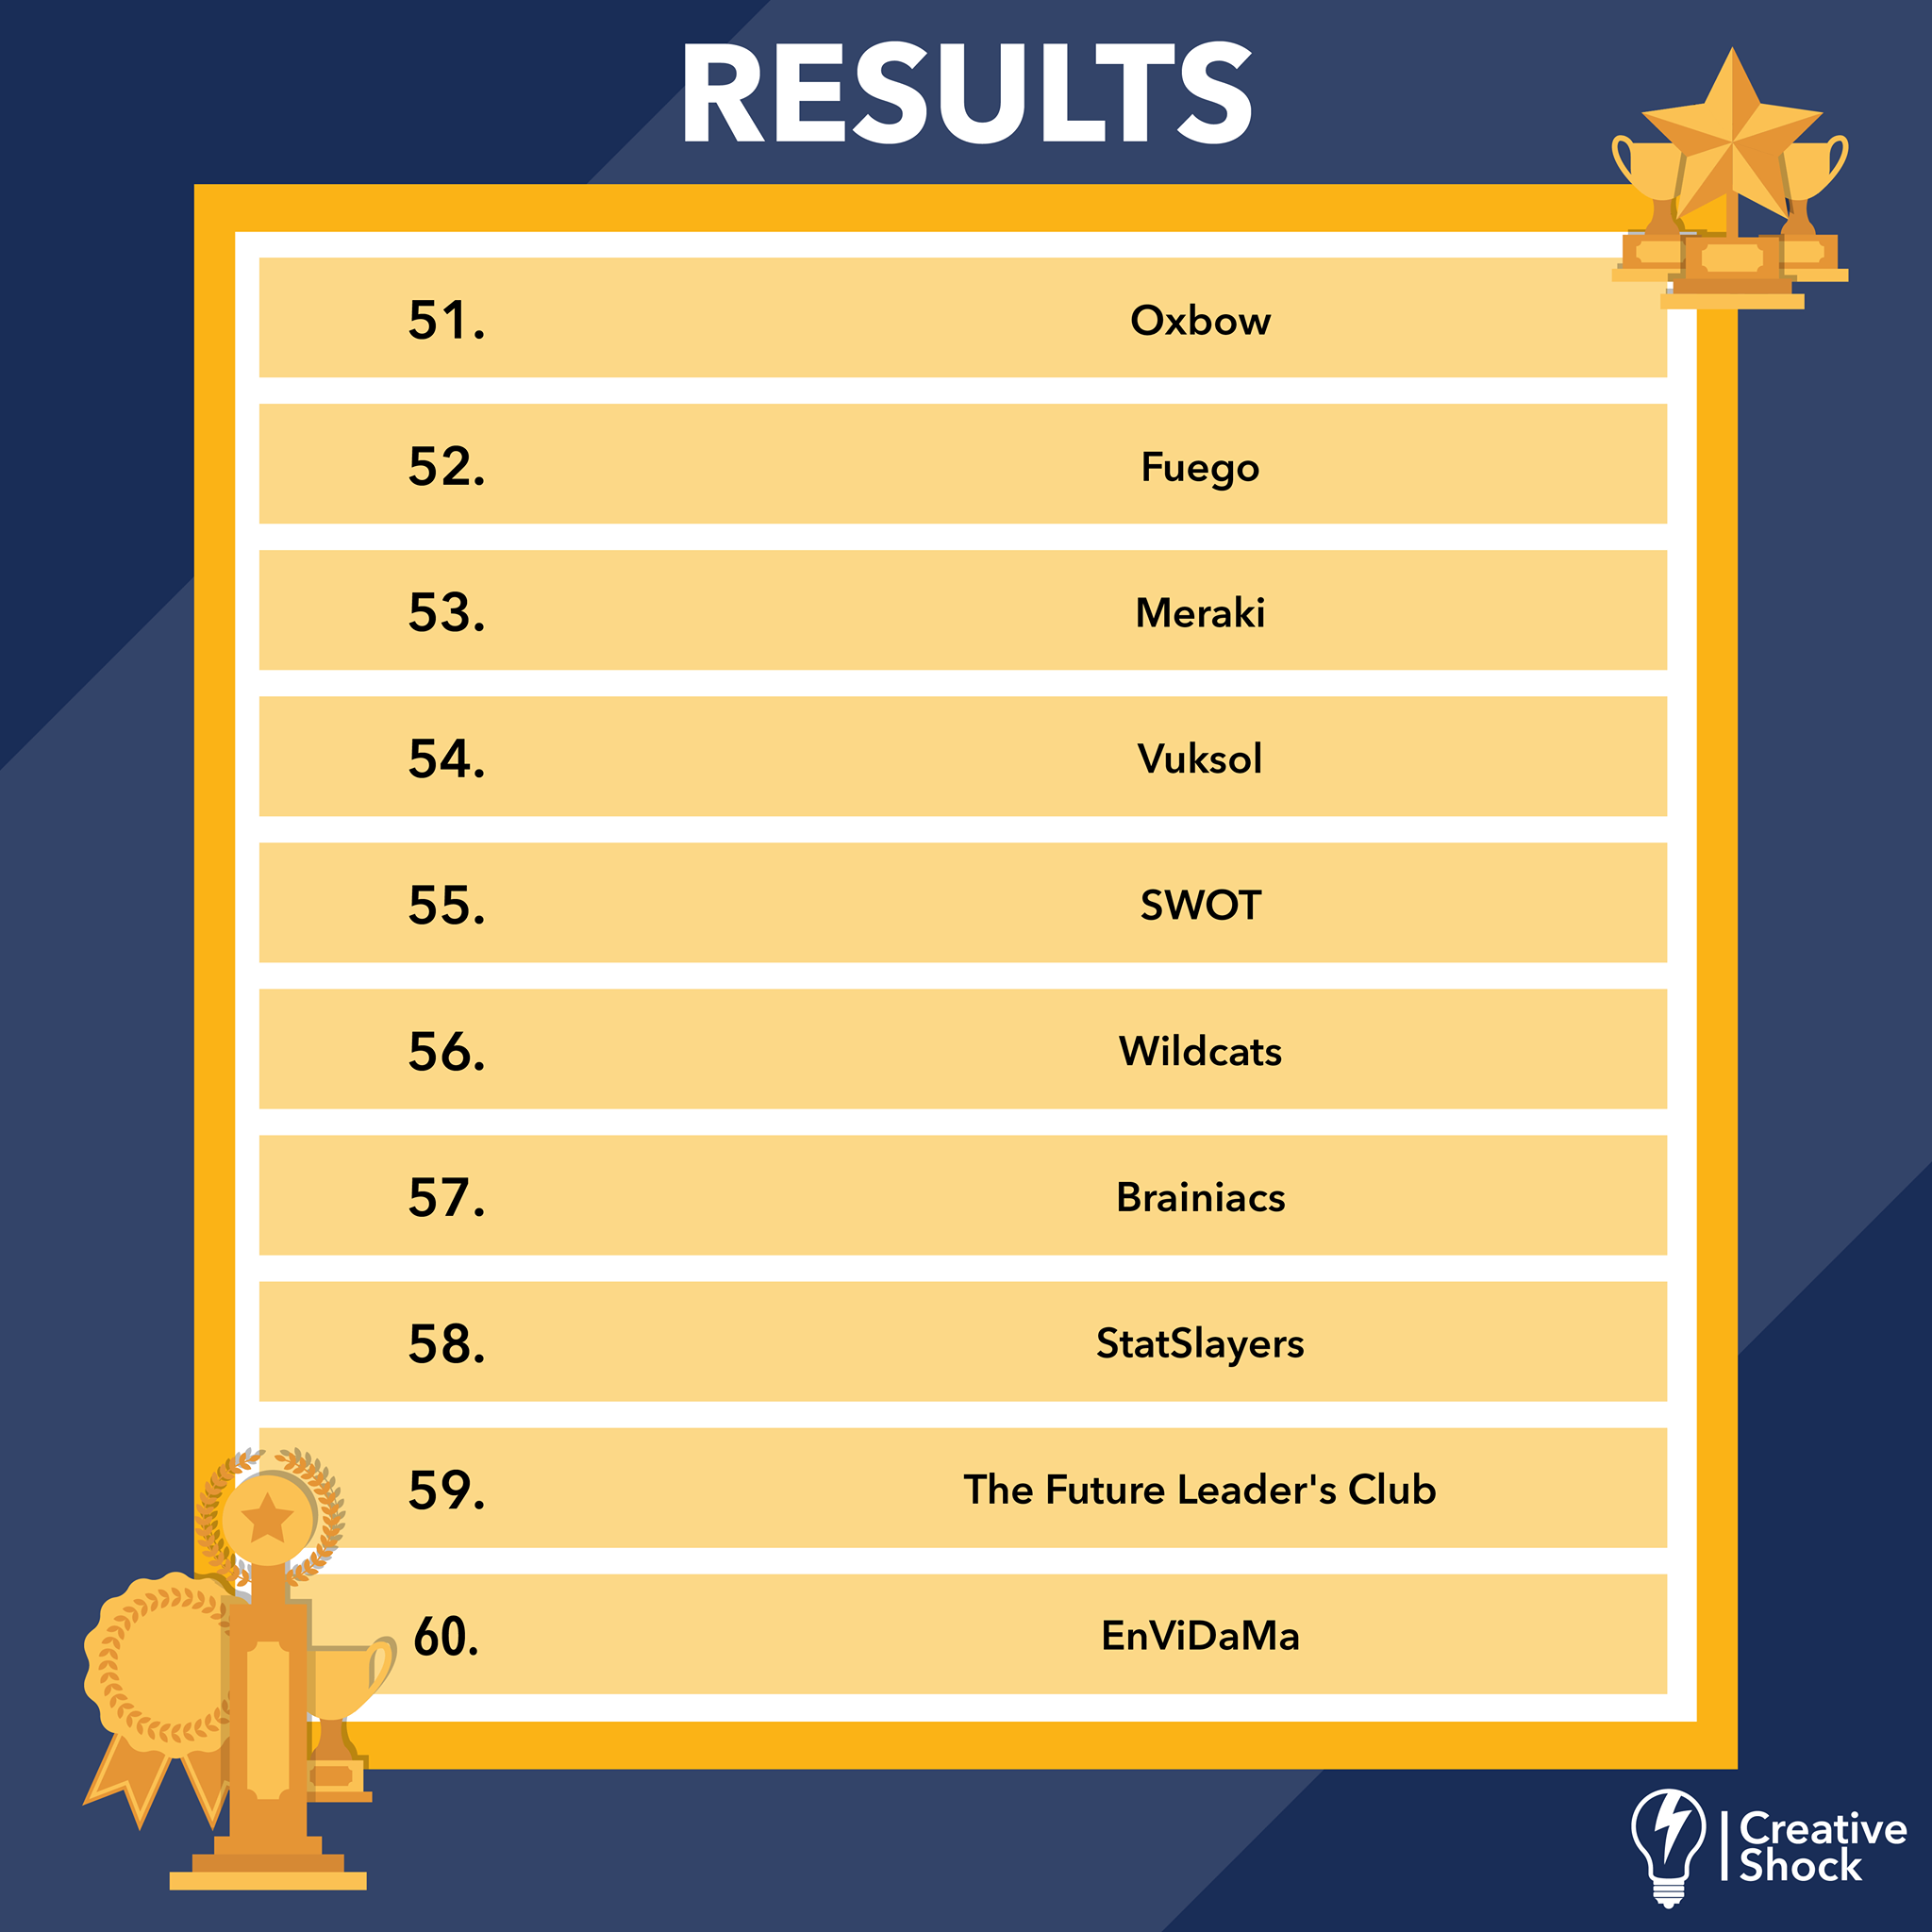 RESULTS
51. Oxbow
52. Fuego
53. Meraki
54. Vuksol
55. SWOT
56. Wildcats
57. Brainiacs
58. StatSlayers
59. The Future Leader's Club
60. EnViDaMa
Creative
Shock